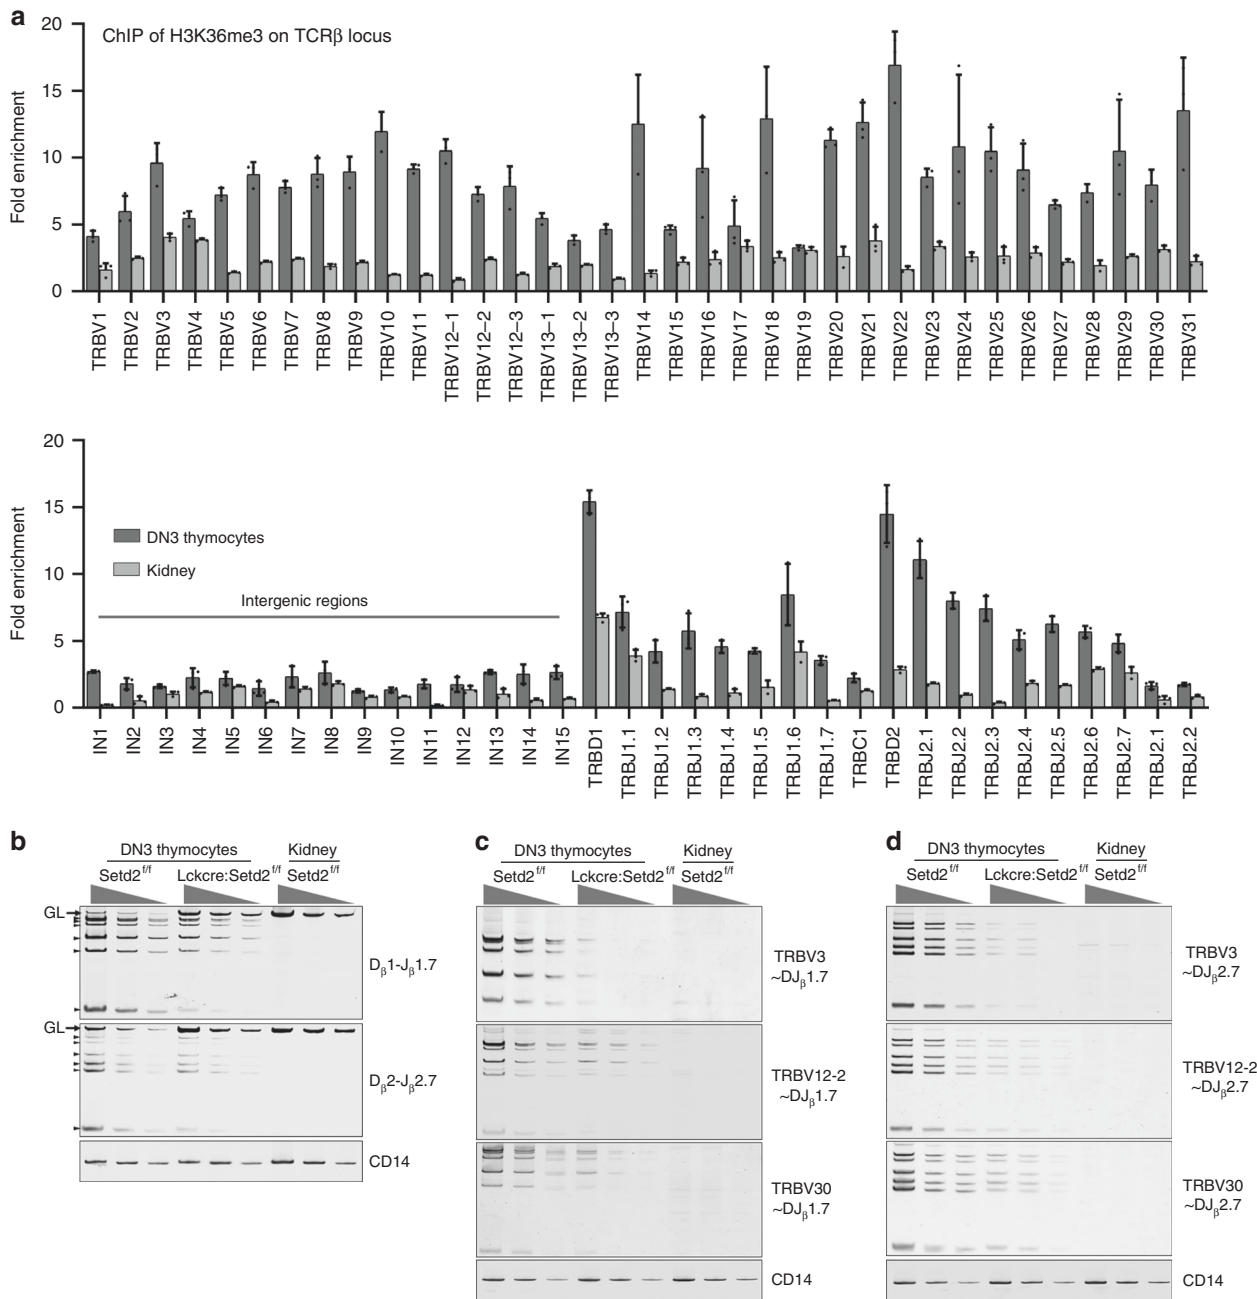 a
ChIP of H3K36me3 on TCRβ locus
Fold enrichment
20
15
10
5
0
TRBV1
TRBV2
TRBV3
TRBV4
TRBV5
TRBV6
TRBV7
TRBV8
TRBV9
TRBV10
TRBV11
TRBV12–1
TRBV12–2
TRBV12–3
TRBV13–1
TRBV13–2
TRBV13–3
TRBV14
TRBV15
TRBV16
TRBV17
TRBV18
TRBV19
TRBV20
TRBV21
TRBV22
TRBV23
TRBV24
TRBV25
TRBV26
TRBV27
TRBV28
TRBV29
TRBV30
TRBV31
Fold enrichment
20
15
10
5
0
DN3 thymocytes
Kidney
Intergenic regions
IN1
IN2
IN3
IN4
IN5
IN6
IN7
IN8
IN9
IN10
IN11
IN12
IN13
IN14
IN15
TRBD1
TRBJ1.1
TRBJ1.2
TRBJ1.3
TRBJ1.4
TRBJ1.5
TRBJ1.6
TRBJ1.7
TRBC1
TRBD2
TRBJ2.1
TRBJ2.2
TRBJ2.3
TRBJ2.4
TRBJ2.5
TRBJ2.6
TRBJ2.7
TRBJ2.1
TRBJ2.2
b
DN3 thymocytes
Kidney
Setd2f/f
Lckcre:Setd2f/f
Setd2f/f
GL
Dβ1-Jβ1.7
GL
Dβ2-Jβ2.7
CD14
c
DN3 thymocytes
Kidney
Setd2f/f
Lckcre:Setd2f/f
Setd2f/f
TRBV3
~DJβ1.7
TRBV12-2
~DJβ1.7
TRBV30
~DJβ1.7
CD14
d
DN3 thymocytes
Kidney
Setd2f/f
Lckcre:Setd2f/f
Setd2f/f
TRBV3
~DJβ2.7
TRBV12-2
~DJβ2.7
TRBV30
~DJβ2.7
CD14